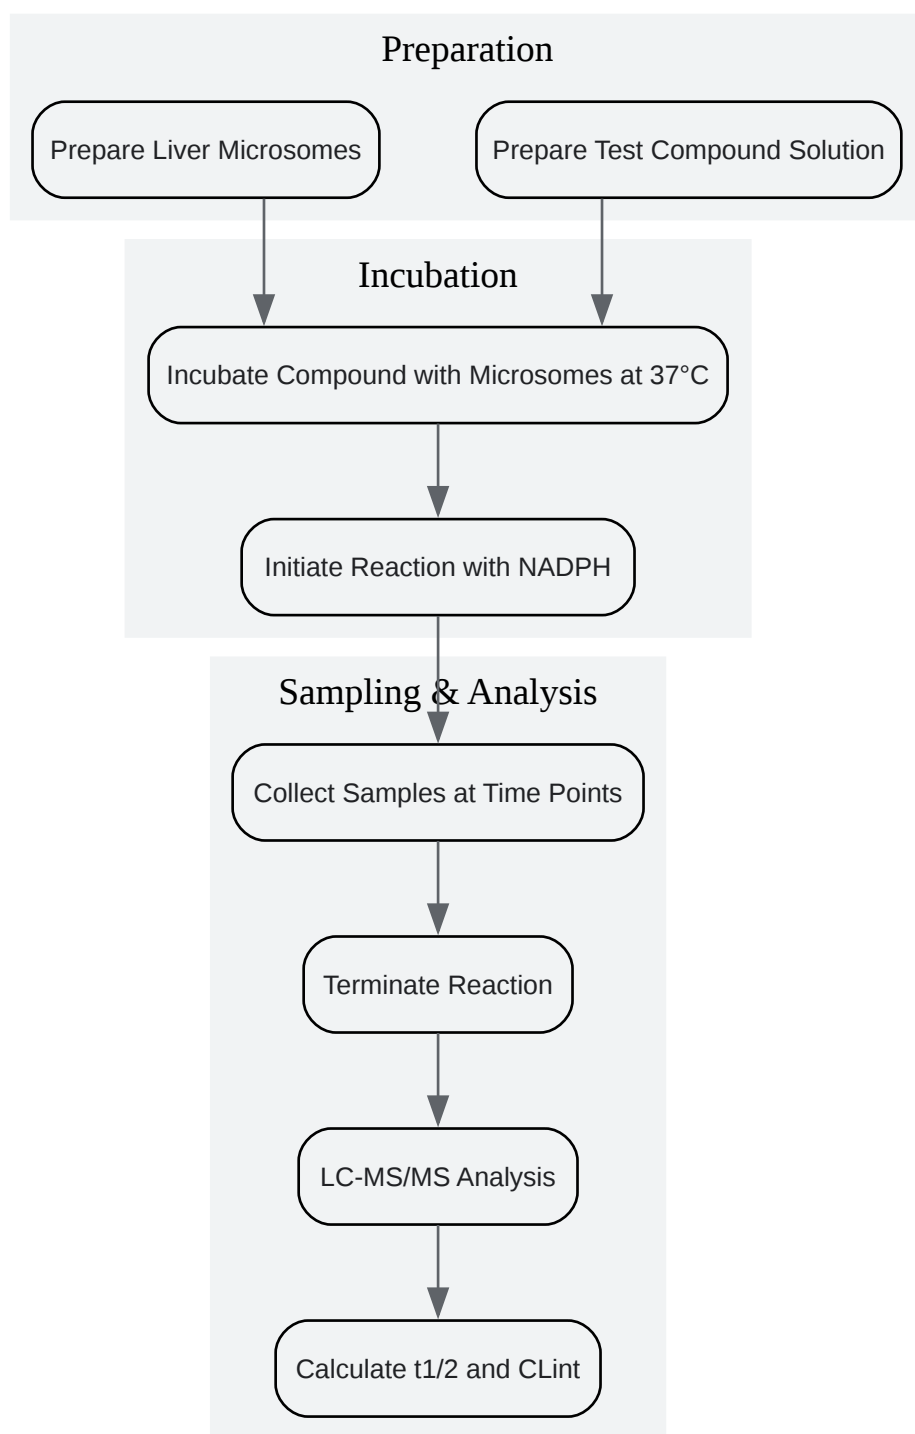 Preparation
Prepare Liver Microsomes
Prepare Test Compound Solution
Incubation
Incubate Compound with Microsomes at 37°C
Initiate Reaction with NADPH
Sampling & Analysis
Collect Samples at Time Points
Terminate Reaction
LC-MS/MS Analysis
Calculate t1/2 and CLint